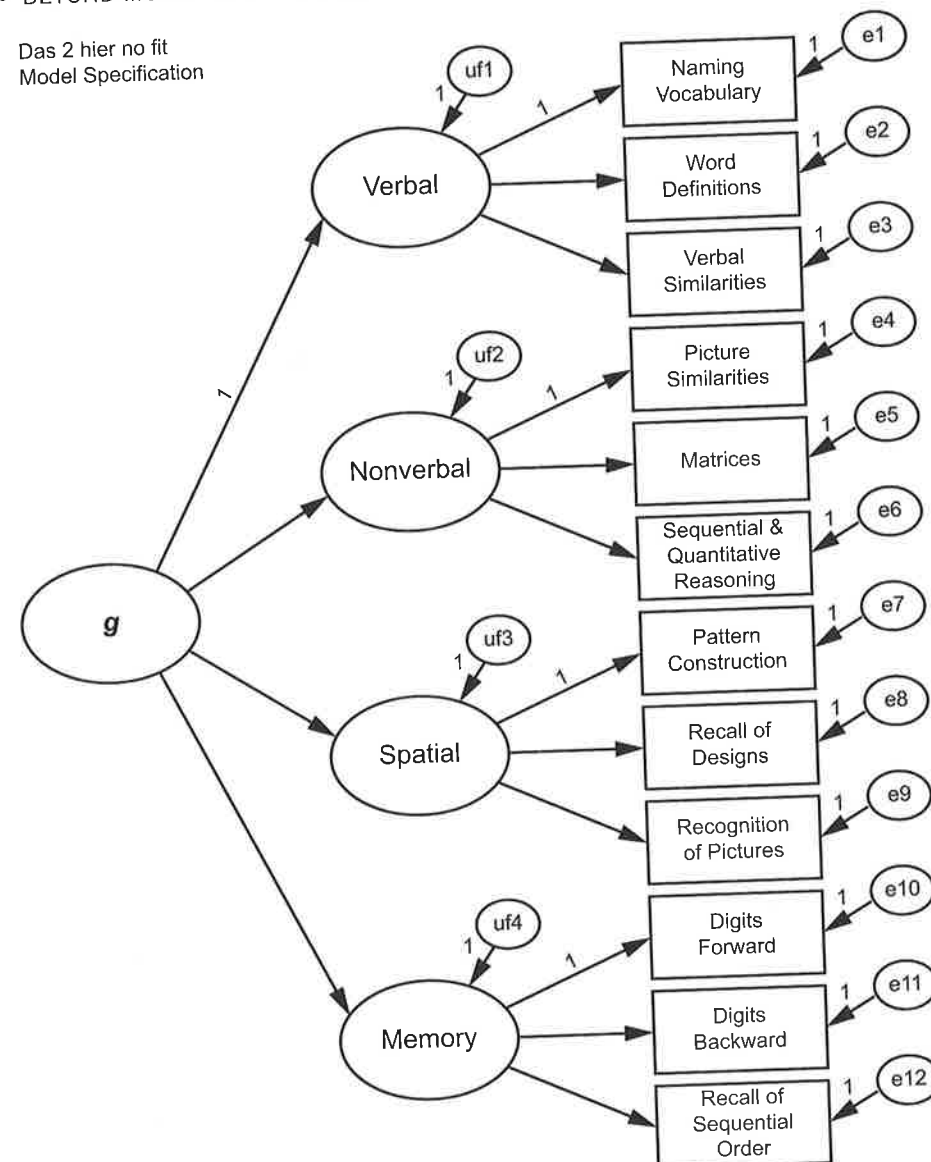 BEYOND
Das 2 hier no fit
Model Specification
uf1
1
Verbal
1
Naming
Vocabulary
1
e1
Word
Definitions
1
e2
Verbal
Similarities
1
e3
1
uf2
1
Nonverbal
1
Picture
Similarities
1
e4
Matrices
1
e5
Sequential &
Quantitative
Reasoning
1
e6
g
uf3
1
Spatial
1
Pattern
Construction
1
e7
Recall of
Designs
1
e8
Recognition
of Pictures
1
e9
uf4
1
Memory
1
Digits
Forward
1
e10
Digits
Backward
1
e11
Recall of
Sequential
Order
1
e12